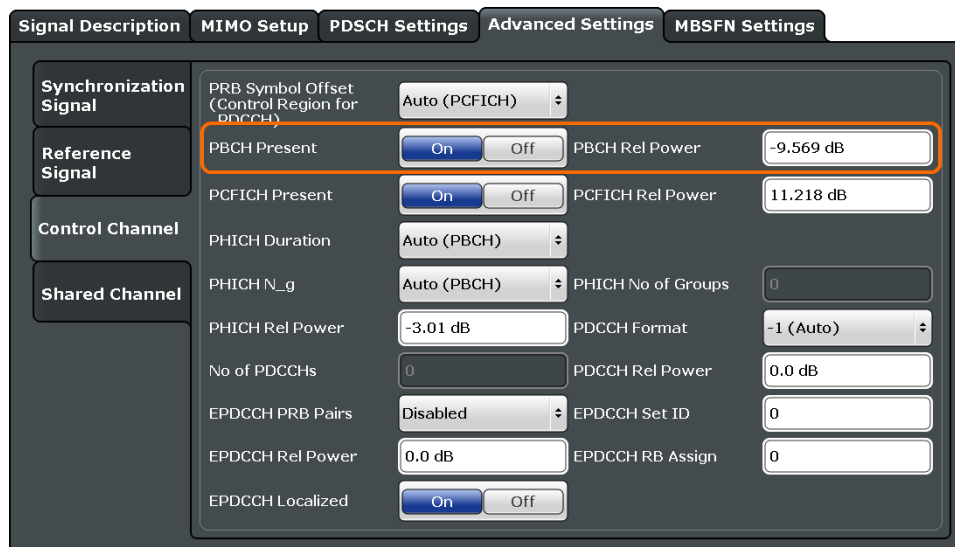 Signal Description MIMO Setup PDSCH Settings Advanced Settings MBSFN Settings
Synchronization
Signal
Reference
Signal
Control Channel
Shared Channel
PRB Symbol Offset
(Control Region for
PDCCH)
Auto (PCFICH)
PBCH Present On Off PBCH Rel Power -9.569 dB
PCFICH Present On Off PCFICH Rel Power 11.218 dB
PHICH Duration Auto (PBCH)
PHICH N_g Auto (PBCH) PHICH No of Groups 0
PHICH Rel Power -3.01 dB PDCCH Format -1 (Auto)
No of PDCCHs 0 PDCCH Rel Power 0.0 dB
EPDCCH PRB Pairs Disabled EPDCCH Set ID 0
EPDCCH Rel Power 0.0 dB EPDCCH RB Assign 0
EPDCCH Localized On Off